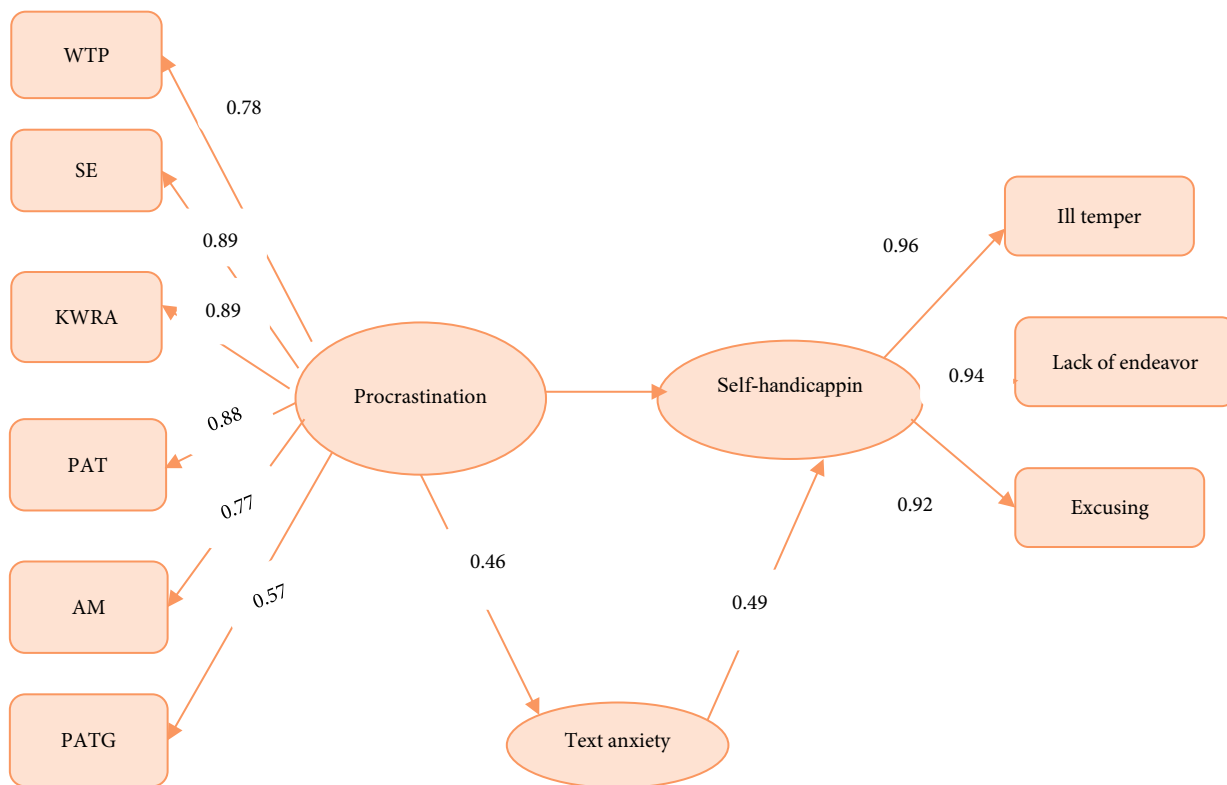 WTP
0.78
SE
0.89
KWRA
0.89
PAT
0.88
AM
0.77
PATG
0.57
Procrastination
Self-handicappin
0.96
Ill temper
0.94
Lack of endeavor
0.92
Excusing
0.46
0.49
Text anxiety